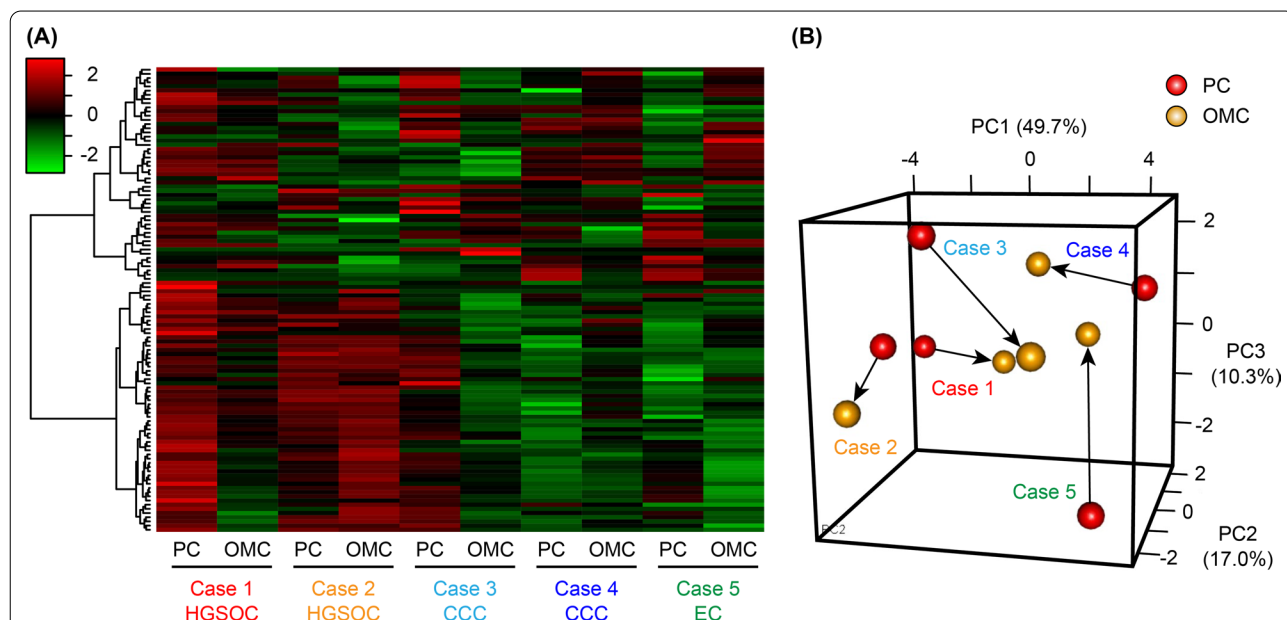 (A)
2
0
-2
PC OMC PC OMC PC OMC PC OMC PC OMC
Case 1 Case 2 Case 3 Case 4 Case 5
HGSOC HGSOC CCC CCC EC
(B)
PC
OMC
PC1 (49.7%)
-4 0 4
Case 3
Case 4
2
0
-2
PC3
(10.3%)
Case 1
Case 2
Case 5
2
0
-2
PC2
(17.0%)
PC2